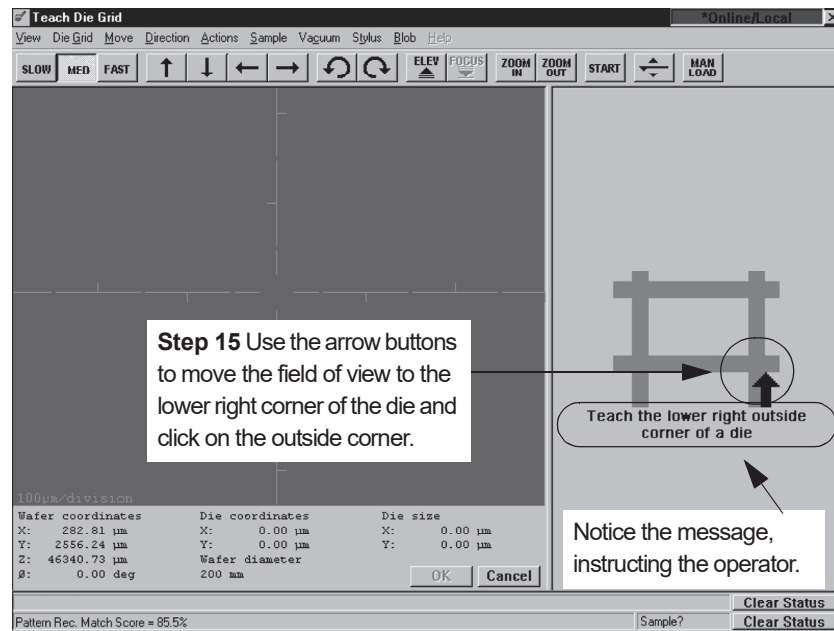 Teach Die Grid
*Online/Local
View Die Grid Move Direction Actions Sample Vacuum Stylus Blob Help
SLOW MED FAST ELEV FOCUS ZOOM IN ZOOM OUT START MAN LOAD
Step 15 Use the arrow buttons
to move the field of view to the
lower right corner of the die and
click on the outside corner.
Teach the lower right outside
corner of a die
Notice the message,
instructing the operator.
100µm/division
Wafer coordinates Die coordinates Die size
X: 282.81 µm X: 0.00 µm X: 0.00 µm
Y: 2556.24 µm Y: 0.00 µm Y: 0.00 µm
Z: 46340.73 µm Wafer diameter
Ø: 0.00 deg 200 mm OK Cancel
Clear Status
Pattern Rec. Match Score = 85.5% Sample? Clear Status